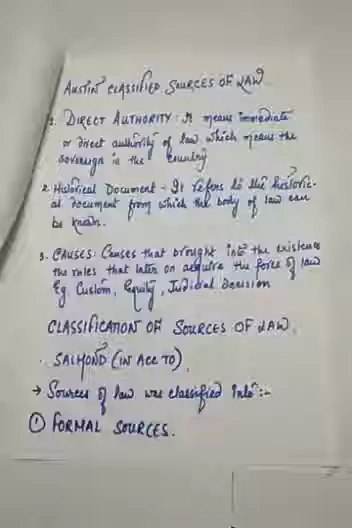 AUSTIN CLASSIFIED SOURCES OF LAW.
1. DIRECT AUTHORITY: It means immediate
or direct authority of law which means the
sovereign in the country
2. Historical Document - It refers to the historic-
al document from which the body of law can
be known.
3. CAUSES: Causes that brought into the existence
the rules that later on acquire the force of law
Eg. Custom, Equity, Judicial Decision
CLASSIFICATION OF SOURCES OF LAW.
. SALMOND (IN ACC TO).
→ Sources of law was classified into :-
① FORMAL SOURCES.